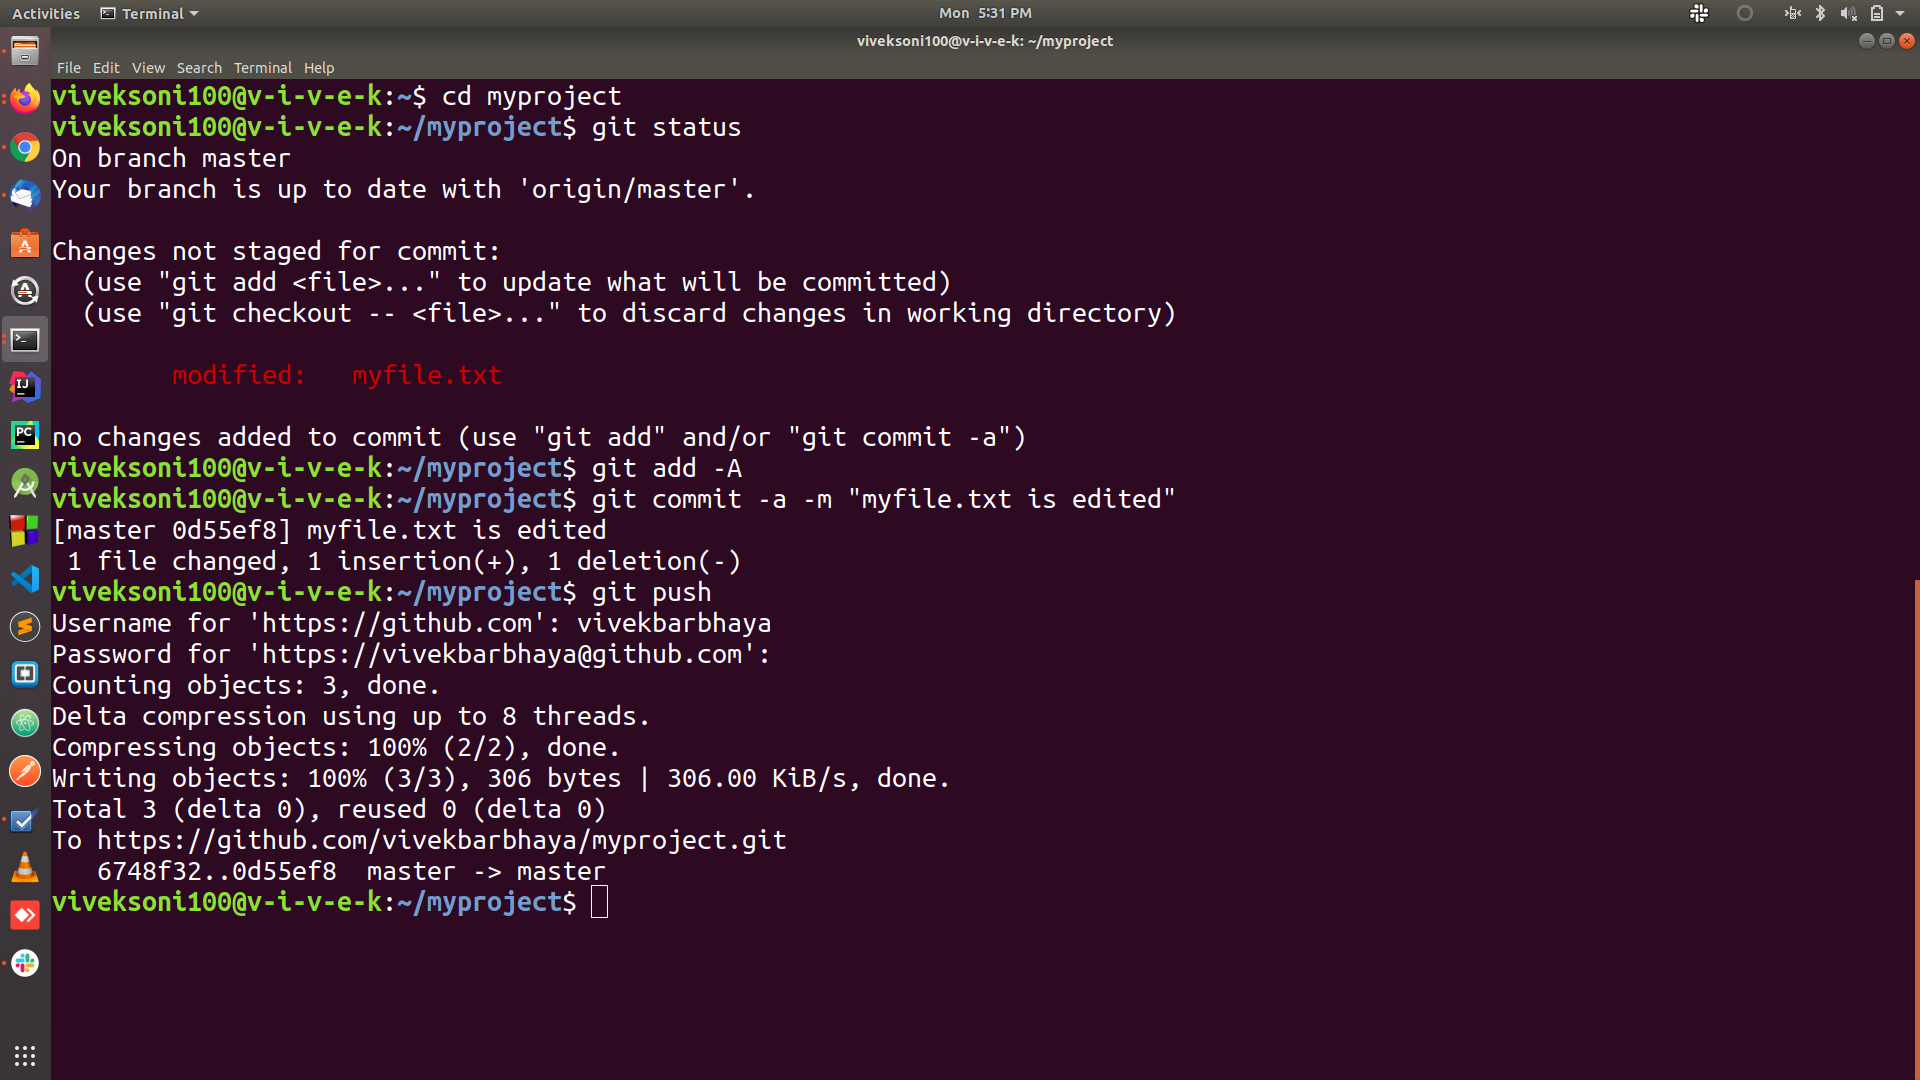 Activities Terminal Mon 5:31 PM
viveksoni100@v-i-v-e-k: ~/myproject
File Edit View Search Terminal Help
viveksoni100@v-i-v-e-k:~$ cd myproject
viveksoni100@v-i-v-e-k:~/myproject$ git status
On branch master
Your branch is up to date with 'origin/master'.
Changes not staged for commit:
  (use "git add <file>..." to update what will be committed)
  (use "git checkout -- <file>..." to discard changes in working directory)
        modified:   myfile.txt
no changes added to commit (use "git add" and/or "git commit -a")
viveksoni100@v-i-v-e-k:~/myproject$ git add -A
viveksoni100@v-i-v-e-k:~/myproject$ git commit -a -m "myfile.txt is edited"
[master 0d55ef8] myfile.txt is edited
 1 file changed, 1 insertion(+), 1 deletion(-)
viveksoni100@v-i-v-e-k:~/myproject$ git push
Username for 'https://github.com': vivekbarbhaya
Password for 'https://vivekbarbhaya@github.com':
Counting objects: 3, done.
Delta compression using up to 8 threads.
Compressing objects: 100% (2/2), done.
Writing objects: 100% (3/3), 306 bytes | 306.00 KiB/s, done.
Total 3 (delta 0), reused 0 (delta 0)
To https://github.com/vivekbarbhaya/myproject.git
   6748f32..0d55ef8  master -> master
viveksoni100@v-i-v-e-k:~/myproject$
IJ
PC